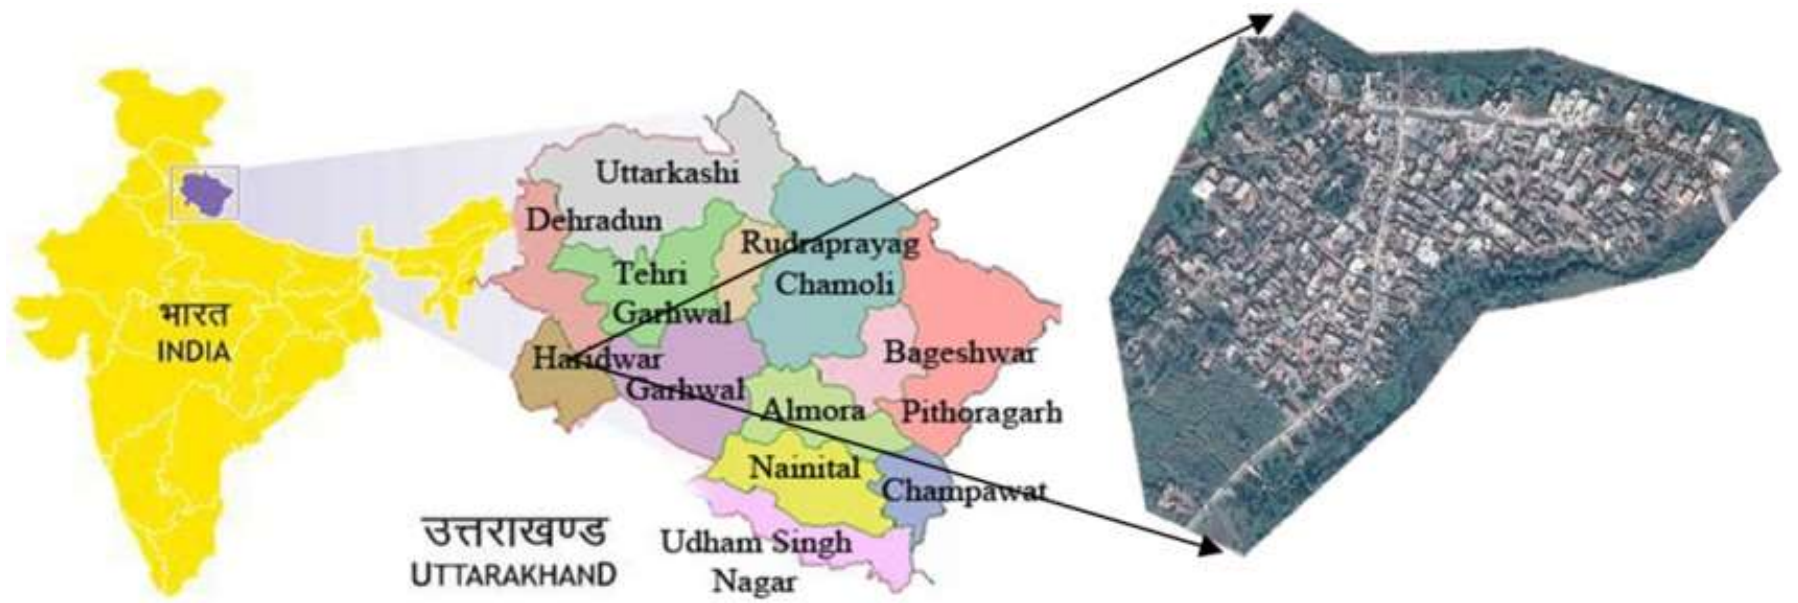 भारत
INDIA
Uttarkashi
Dehradun
Rudraprayag
Tehri
Garhwal
Chamoli
Haridwar
Garhwal
Bageshwar
Almora
Pithoragarh
Nainital
Champawat
Udham Singh
Nagar
उत्तराखण्ड
UTTARAKHAND